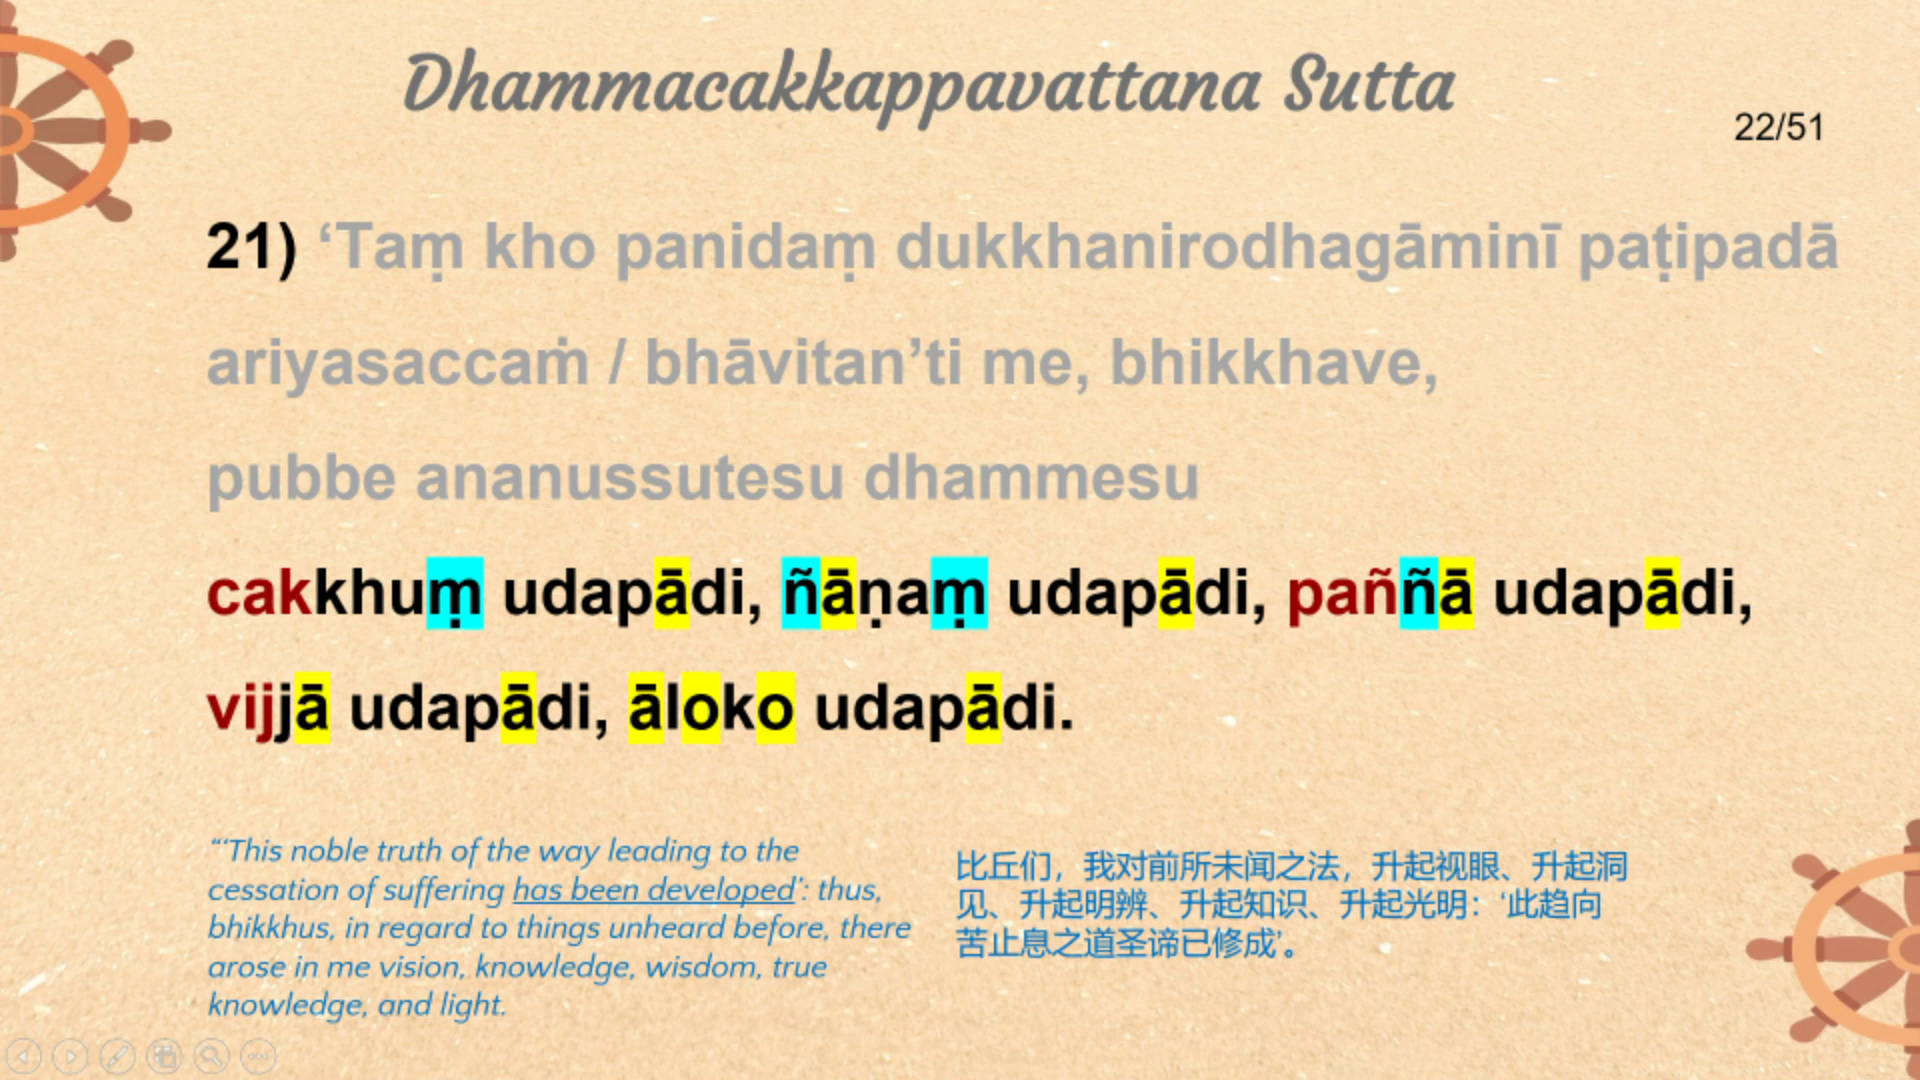 Dhammacakkappavattana Sutta
22/51
21) ‘Taṃ kho panidaṃ dukkhanirodhagāminī paṭipadā
ariyasaccaṁ / bhāvitan’ti me, bhikkhave,
pubbe ananussutesu dhammesu
cakkhuṃ udapādi, ñāṇaṃ udapādi, paññā udapādi,
vijjā udapādi, āloko udapādi.
“‘This noble truth of the way leading to the
cessation of suffering has been developed’: thus,
bhikkhus, in regard to things unheard before, there
arose in me vision, knowledge, wisdom, true
knowledge, and light.
比丘们，我对前所未闻之法，升起视眼、升起洞
见、升起明辨、升起知识、升起光明：‘此趋向
苦止息之道圣谛已修成’。